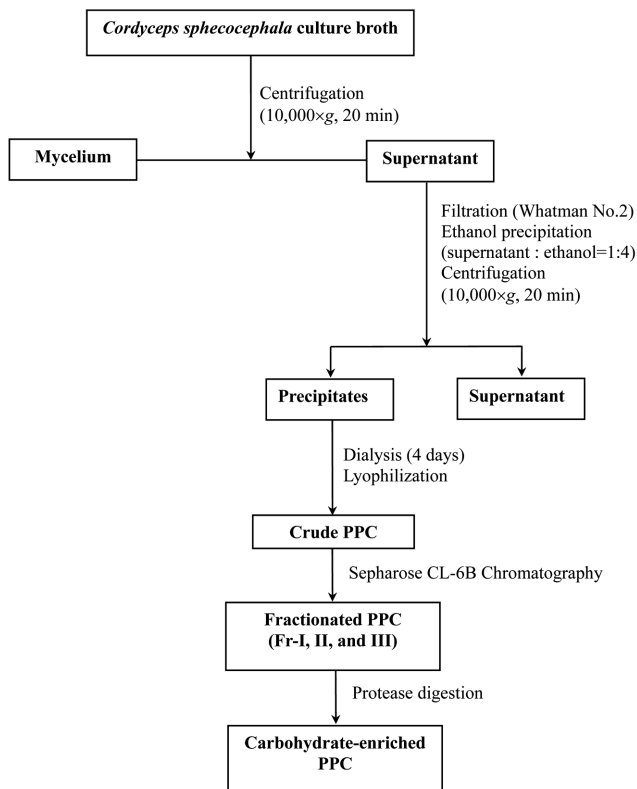 Cordyceps sphecocephala culture broth
Centrifugation
(10,000×g, 20 min)
Mycelium
Supernatant
Filtration (Whatman No.2)
Ethanol precipitation
(supernatant : ethanol=1:4)
Centrifugation
(10,000×g, 20 min)
Precipitates
Supernatant
Dialysis (4 days)
Lyophilization
Crude PPC
Sepharose CL-6B Chromatography
Fractionated PPC
(Fr-I, II, and III)
Protease digestion
Carbohydrate-enriched
PPC